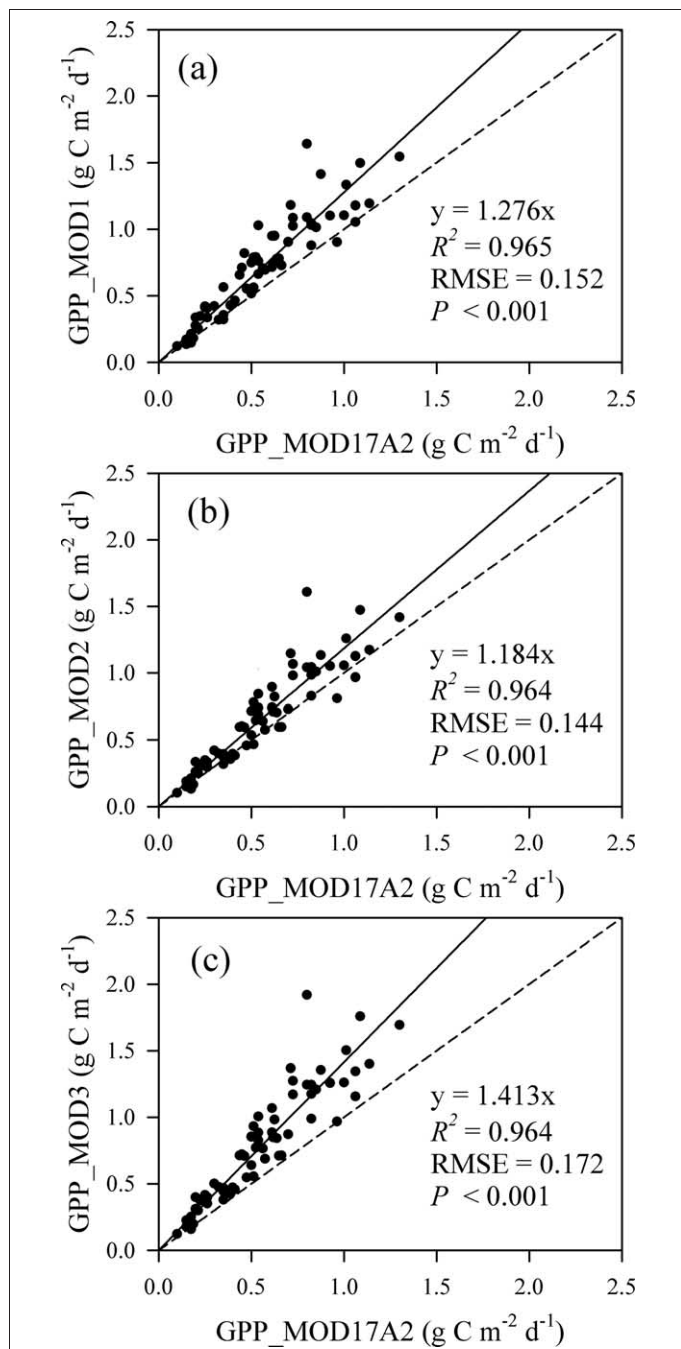 (a)
GPP_MOD1 (g C m⁻² d⁻¹)
2.5
2.0
1.5
1.0
0.5
0.0
y = 1.276x
R² = 0.965
RMSE = 0.152
P < 0.001
0.0 0.5 1.0 1.5 2.0 2.5
GPP_MOD17A2 (g C m⁻² d⁻¹)
(b)
GPP_MOD2 (g C m⁻² d⁻¹)
2.5
2.0
1.5
1.0
0.5
0.0
y = 1.184x
R² = 0.964
RMSE = 0.144
P < 0.001
0.0 0.5 1.0 1.5 2.0 2.5
GPP_MOD17A2 (g C m⁻² d⁻¹)
(c)
GPP_MOD3 (g C m⁻² d⁻¹)
2.5
2.0
1.5
1.0
0.5
0.0
y = 1.413x
R² = 0.964
RMSE = 0.172
P < 0.001
0.0 0.5 1.0 1.5 2.0 2.5
GPP_MOD17A2 (g C m⁻² d⁻¹)